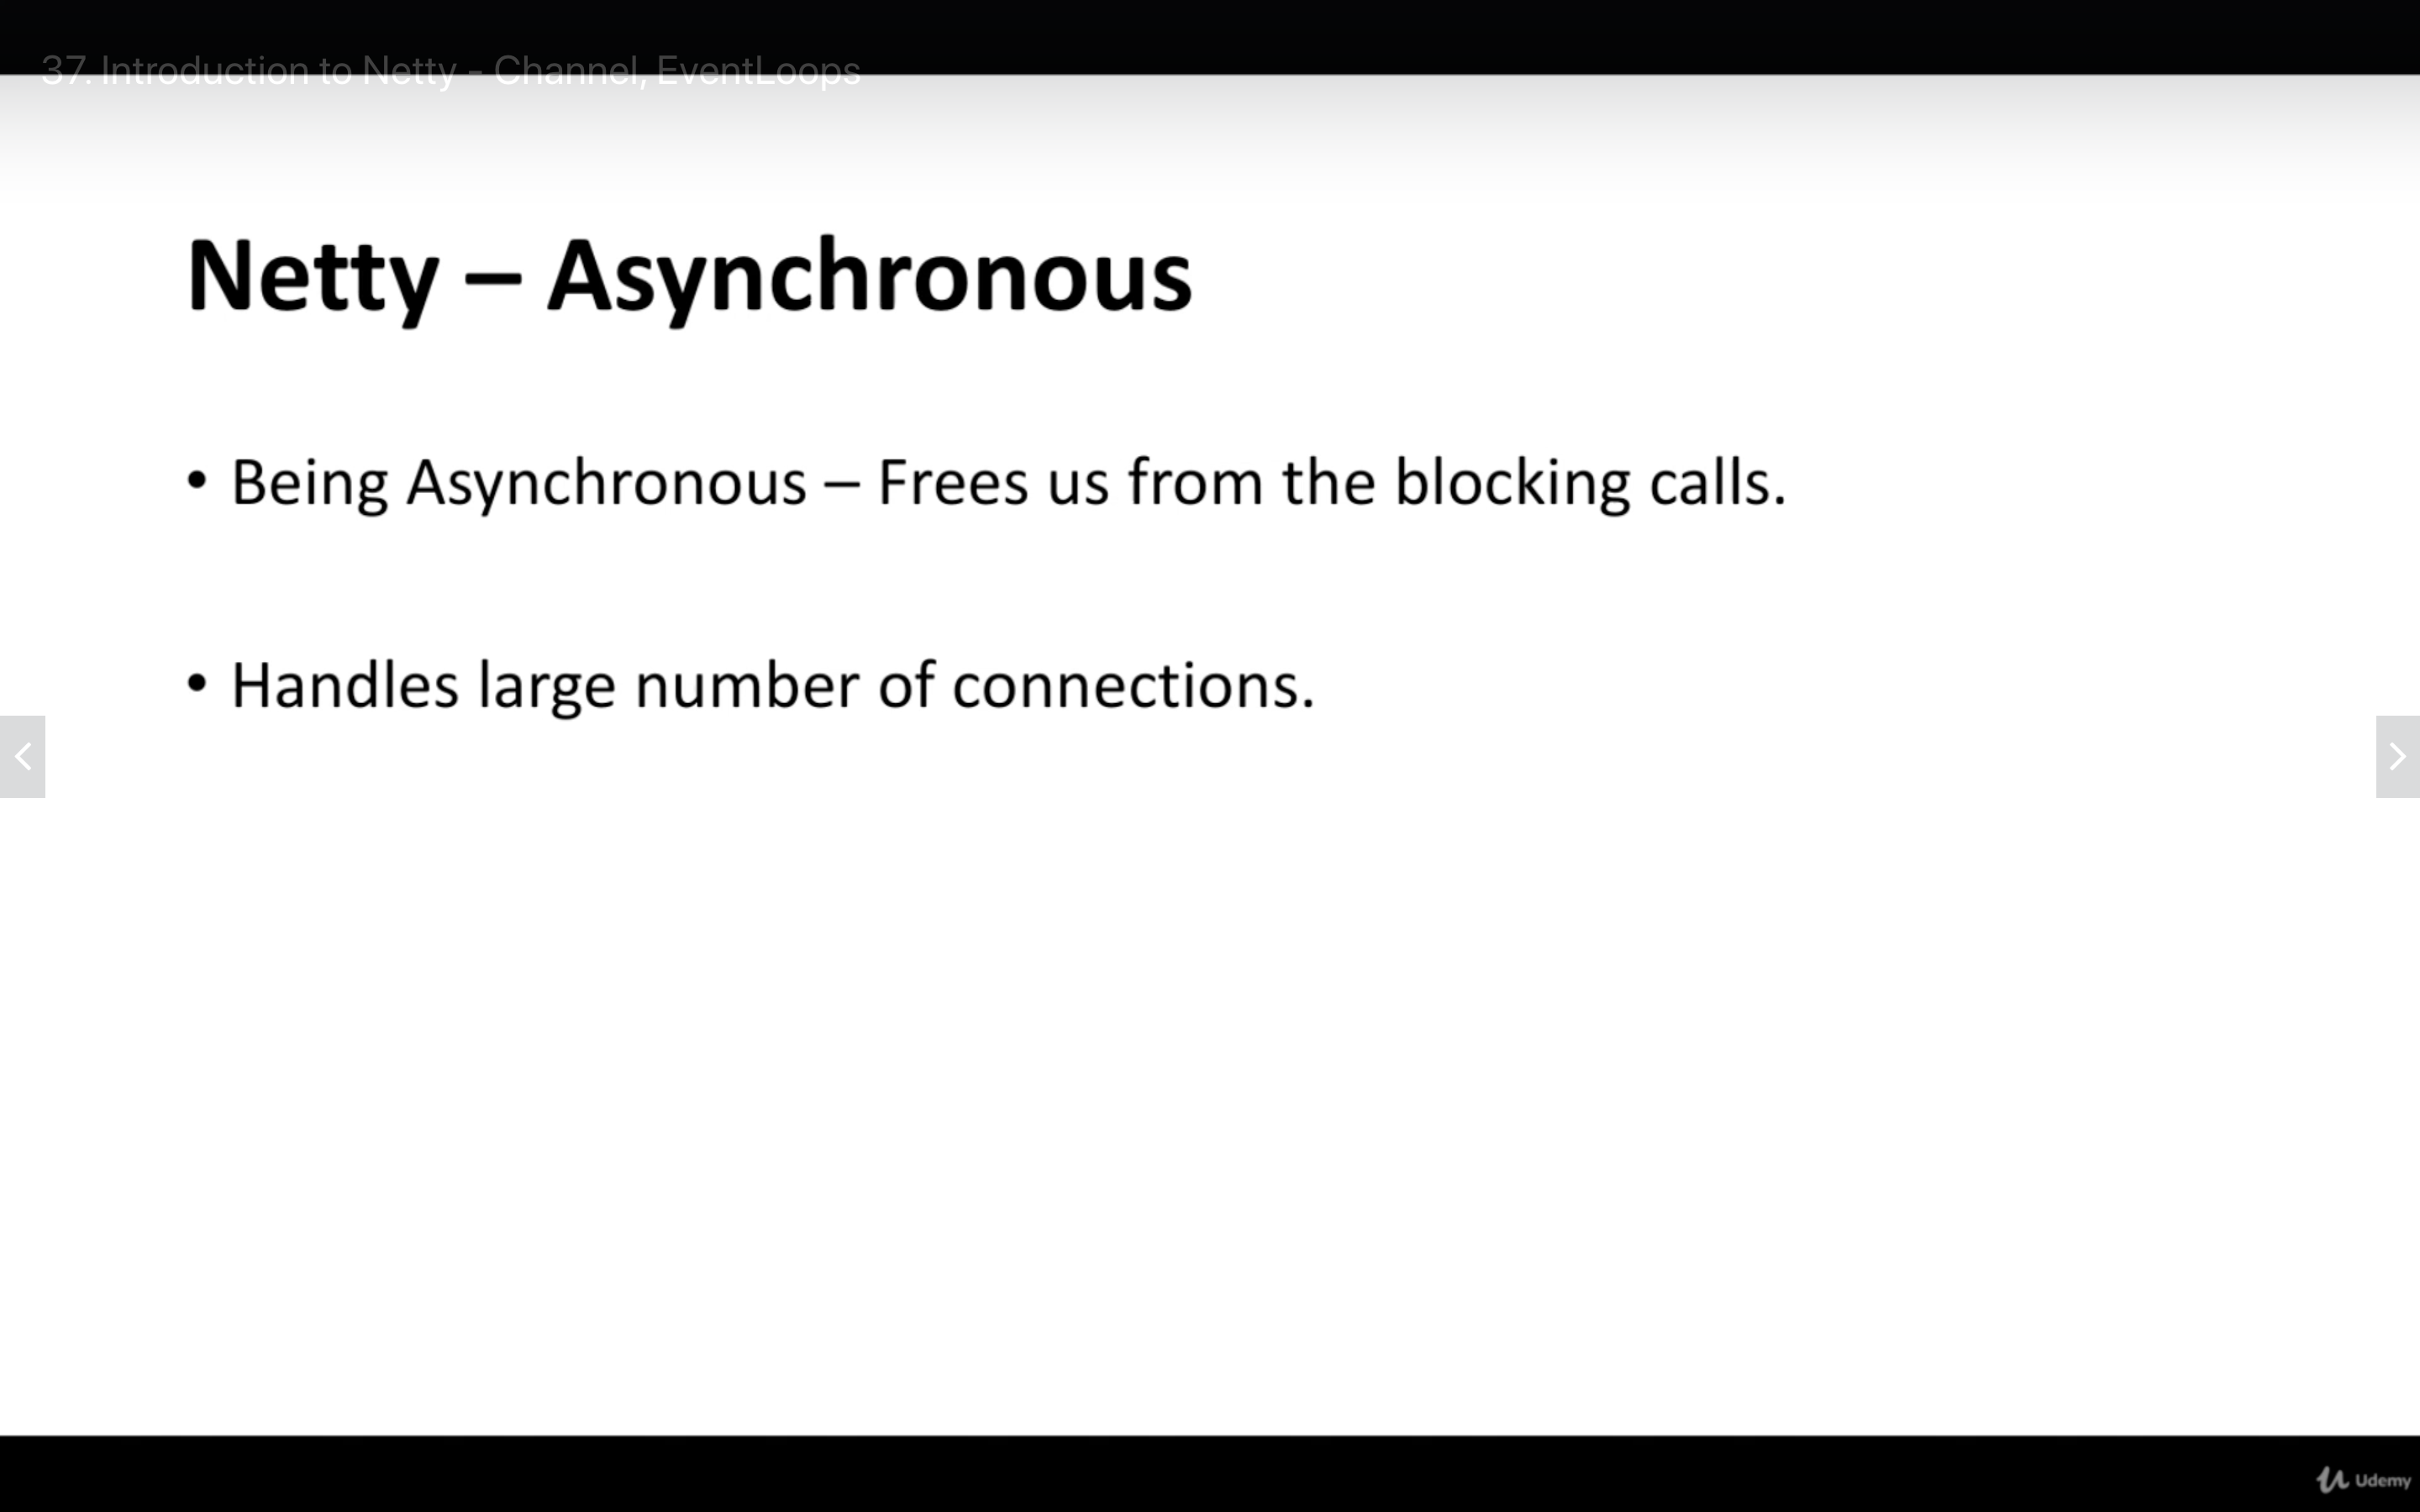 37. Introduction to Netty - Channel, EventLoops
Netty – Asynchronous
• Being Asynchronous – Frees us from the blocking calls.
• Handles large number of connections.
Udemy